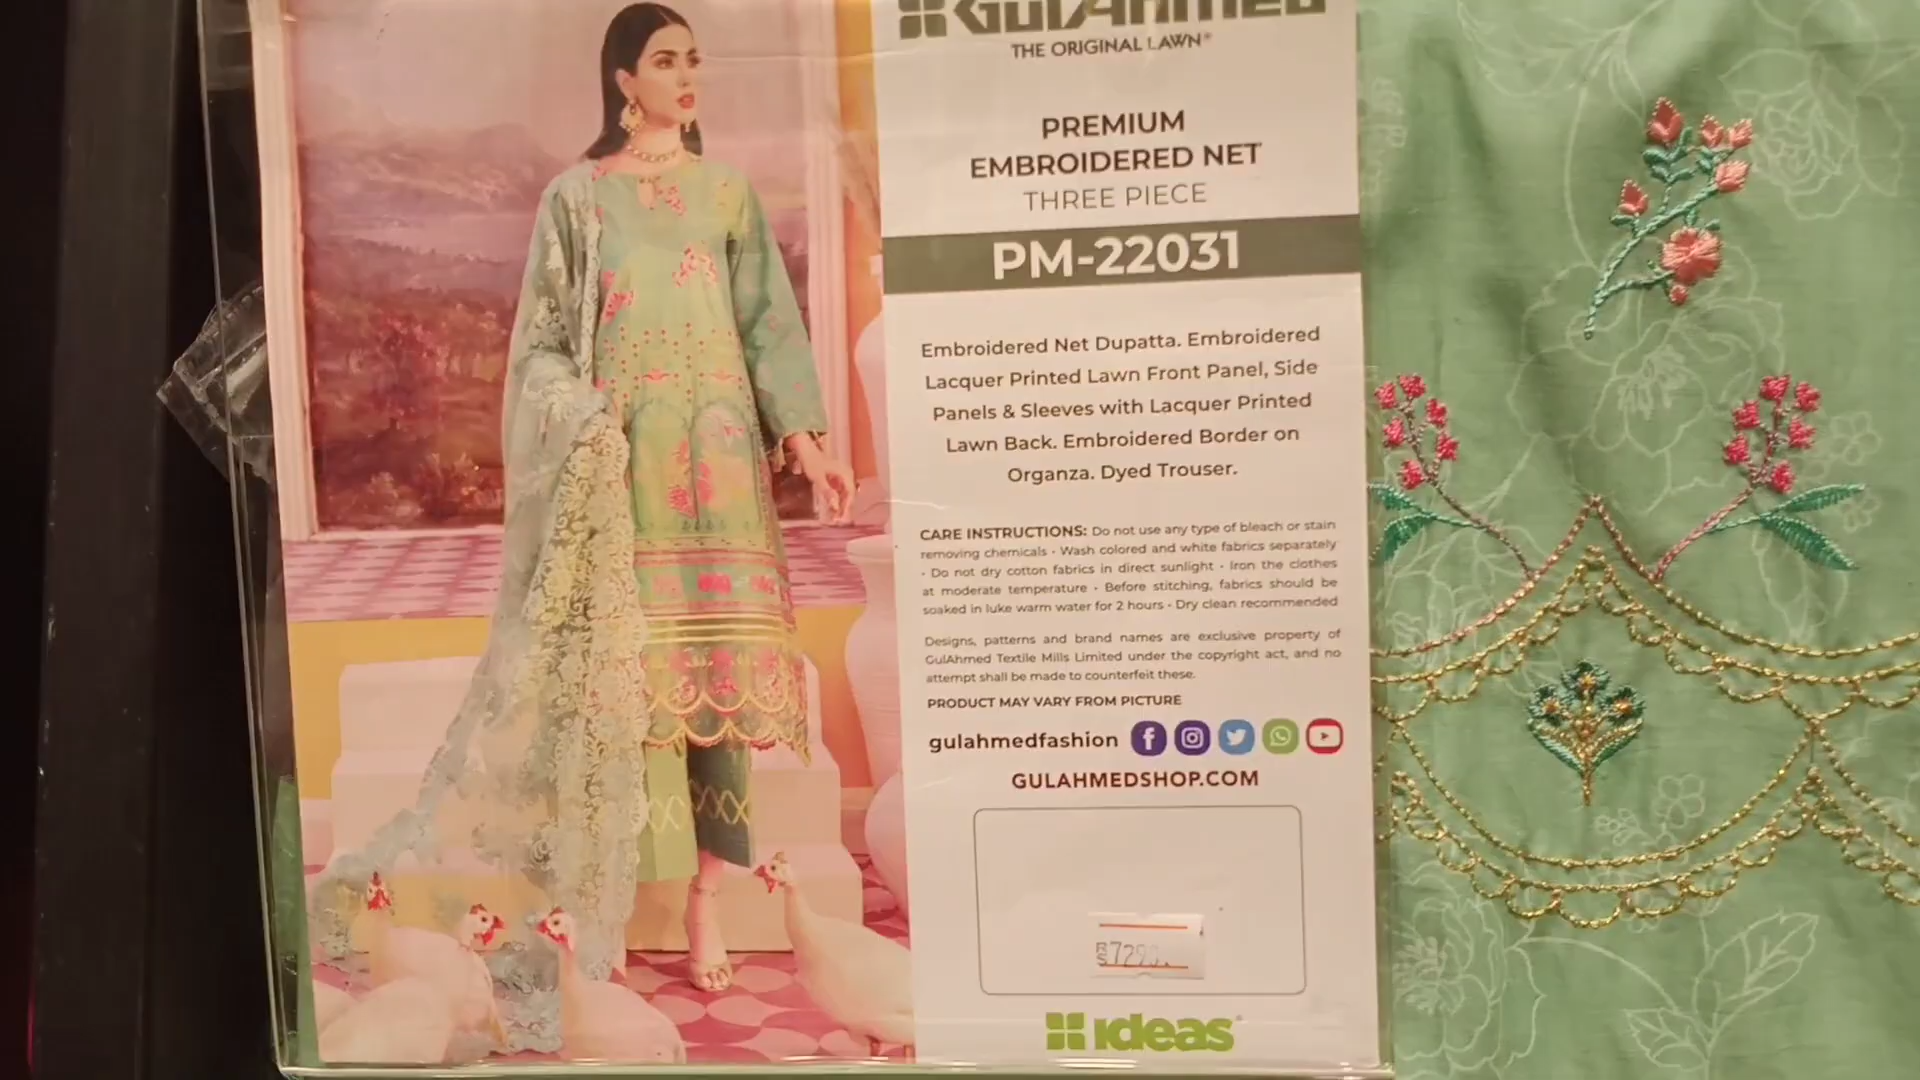 GulAhmed
THE ORIGINAL LAWN®
PREMIUM
EMBROIDERED NET
THREE PIECE
PM-22031
Embroidered Net Dupatta. Embroidered
Lacquer Printed Lawn Front Panel, Side
Panels & Sleeves with Lacquer Printed
Lawn Back. Embroidered Border on
Organza. Dyed Trouser.
CARE INSTRUCTIONS: Do not use any type of bleach or stain
removing chemicals • Wash colored and white fabrics separately
• Do not dry cotton fabrics in direct sunlight • Iron the clothes
at moderate temperature • Before stitching, fabrics should be
soaked in luke warm water for 2 hours • Dry clean recommended
Designs, patterns and brand names are exclusive property of
GulAhmed Textile Mills Limited under the copyright act, and no
attempt shall be made to counterfeit these.
PRODUCT MAY VARY FROM PICTURE
gulahmedfashion
GULAHMEDSHOP.COM
ideas